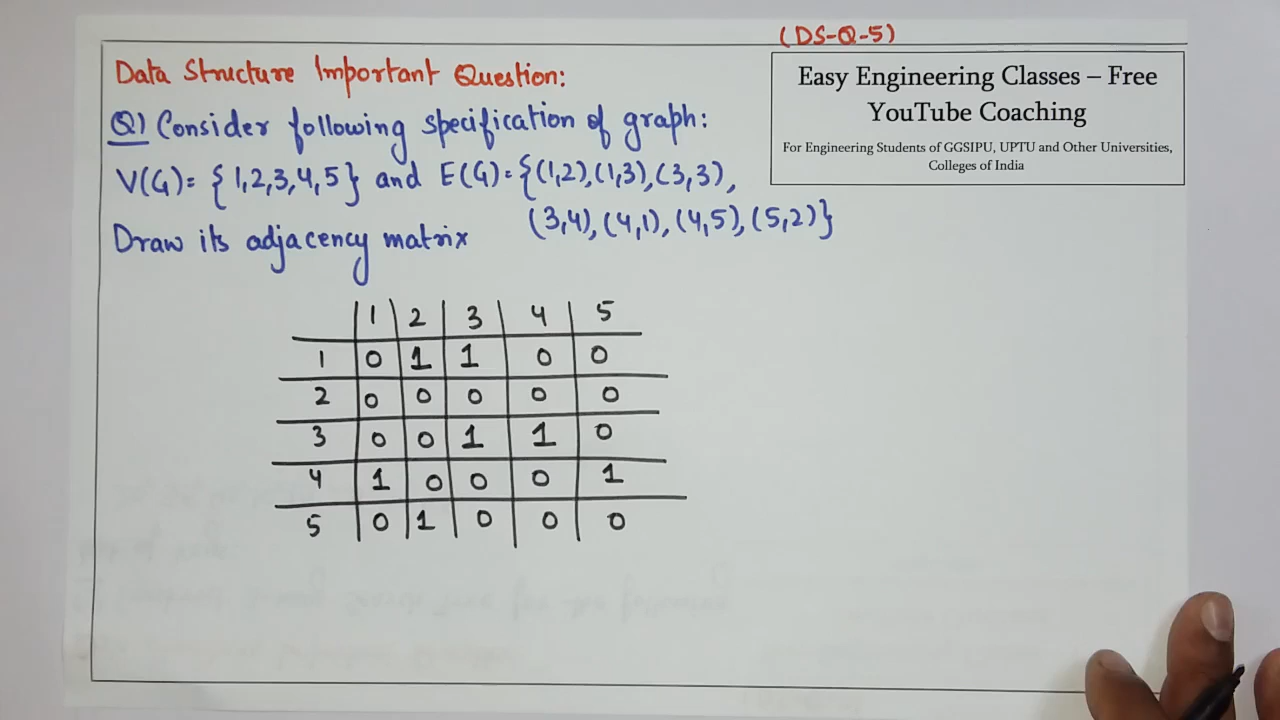 (DS-Q-5)
Data Structure Important Question:
Easy Engineering Classes – Free
YouTube Coaching
For Engineering Students of GGSIPU, UPTU and Other Universities,
Colleges of India
Q) Consider following specification of graph:
V(G)= {1,2,3,4,5} and E(G)= {(1,2),(1,3),(3,3),
(3,4), (4,1), (4,5), (5,2)}
Draw its adjacency matrix
1 2 3 4 5
1 0 1 1 0 0
2 0 0 0 0 0
3 0 0 1 1 0
4 1 0 0 0 1
5 0 1 0 0 0